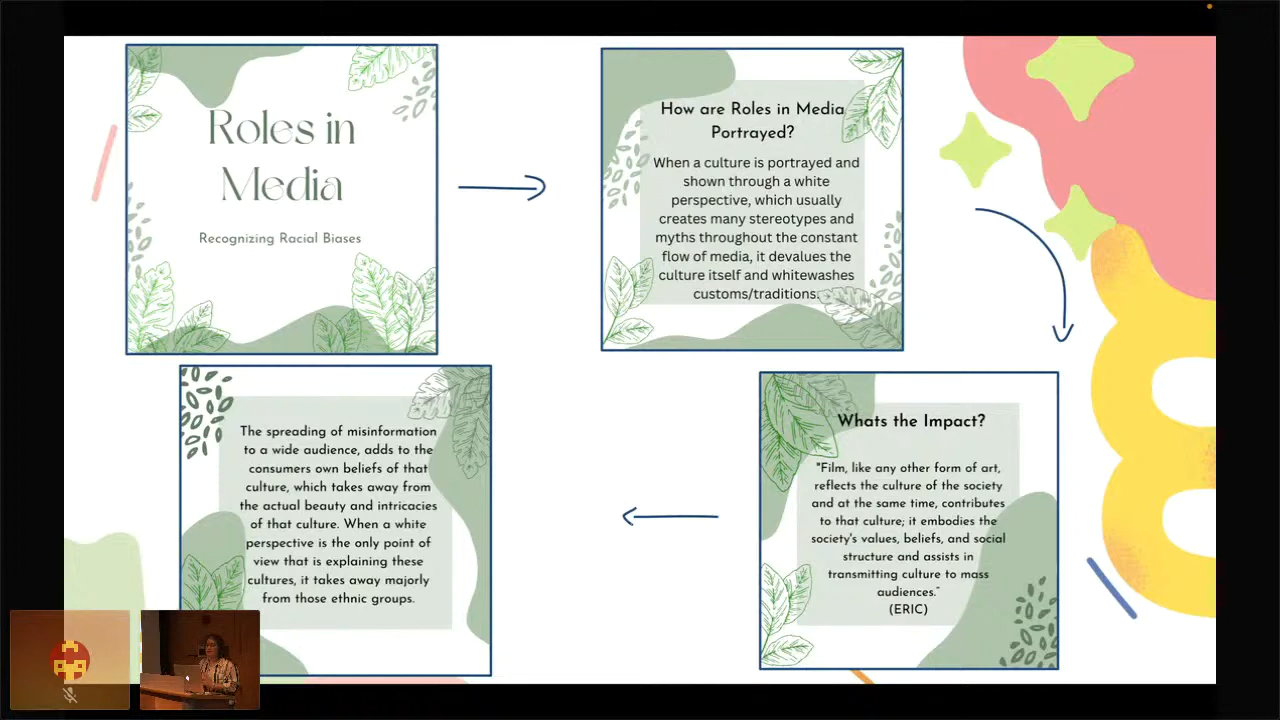 Roles in
Media
Recognizing Racial Biases
How are Roles in Media
Portrayed?
When a culture is portrayed and
shown through a white
perspective, which usually
creates many stereotypes and
myths throughout the constant
flow of media, it devalues the
culture itself and whitewashes
customs/traditions.
Whats the Impact?
"Film, like any other form of art,
reflects the culture of the society
and at the same time, contributes
to that culture; it embodies the
society's values, beliefs, and social
structure and assists in
transmitting culture to mass
audiences."
(ERIC)
The spreading of misinformation
to a wide audience, adds to the
consumers own beliefs of that
culture, which takes away from
the actual beauty and intricacies
of that culture. When a white
perspective is the only point of
view that is explaining these
cultures, it takes away majorly
from those ethnic groups.